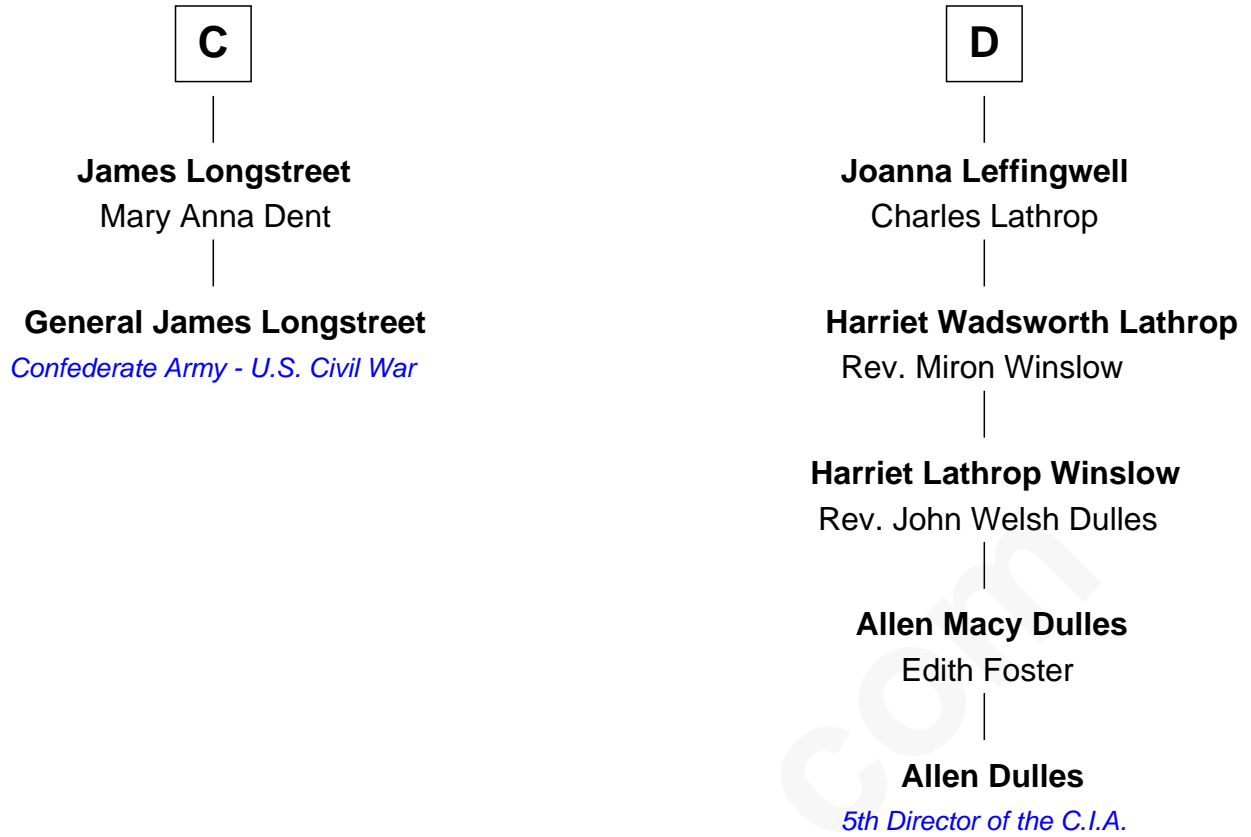 C
James Longstreet
Mary Anna Dent
General James Longstreet
Confederate Army - U.S. Civil War
D
Joanna Leffingwell
Charles Lathrop
Harriet Wadsworth Lathrop
Rev. Miron Winslow
Harriet Lathrop Winslow
Rev. John Welsh Dulles
Allen Macy Dulles
Edith Foster
Allen Dulles
5th Director of the C.I.A.
com